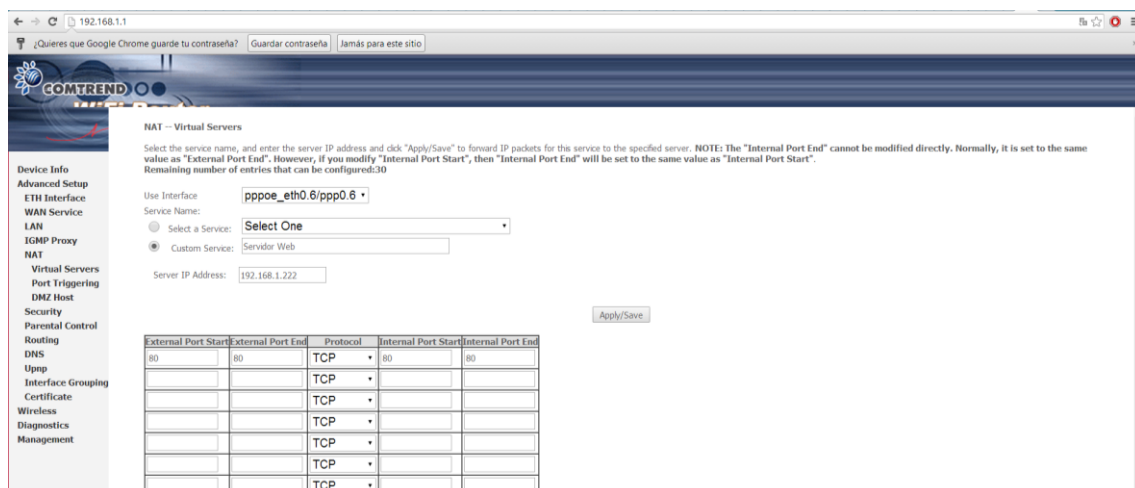 192.168.1.1
¿Quieres que Google Chrome guarde tu contraseña? Guardar contraseña Jamás para este sitio
COMTREND
NAT -- Virtual Servers
Select the service name, and enter the server IP address and click "Apply/Save" to forward IP packets for this service to the specified server. NOTE: The "Internal Port End" cannot be modified directly. Normally, it is set to the same
value as "External Port End". However, if you modify "Internal Port Start", then "Internal Port End" will be set to the same value as "Internal Port Start".
Remaining number of entries that can be configured:30
Device Info
Advanced Setup
ETH Interface
WAN Service
LAN
IGMP Proxy
NAT
Virtual Servers
Port Triggering
DMZ Host
Security
Parental Control
Routing
DNS
Upnp
Interface Grouping
Certificate
Wireless
Diagnostics
Management
Use Interface pppoe_eth0.6/ppp0.6
Service Name:
Select a Service: Select One
Custom Service: Servidor Web
Server IP Address: 192.168.1.222
Apply/Save
External Port Start External Port End Protocol Internal Port Start Internal Port End
80 80 TCP 80 80
TCP
TCP
TCP
TCP
TCP
TCP